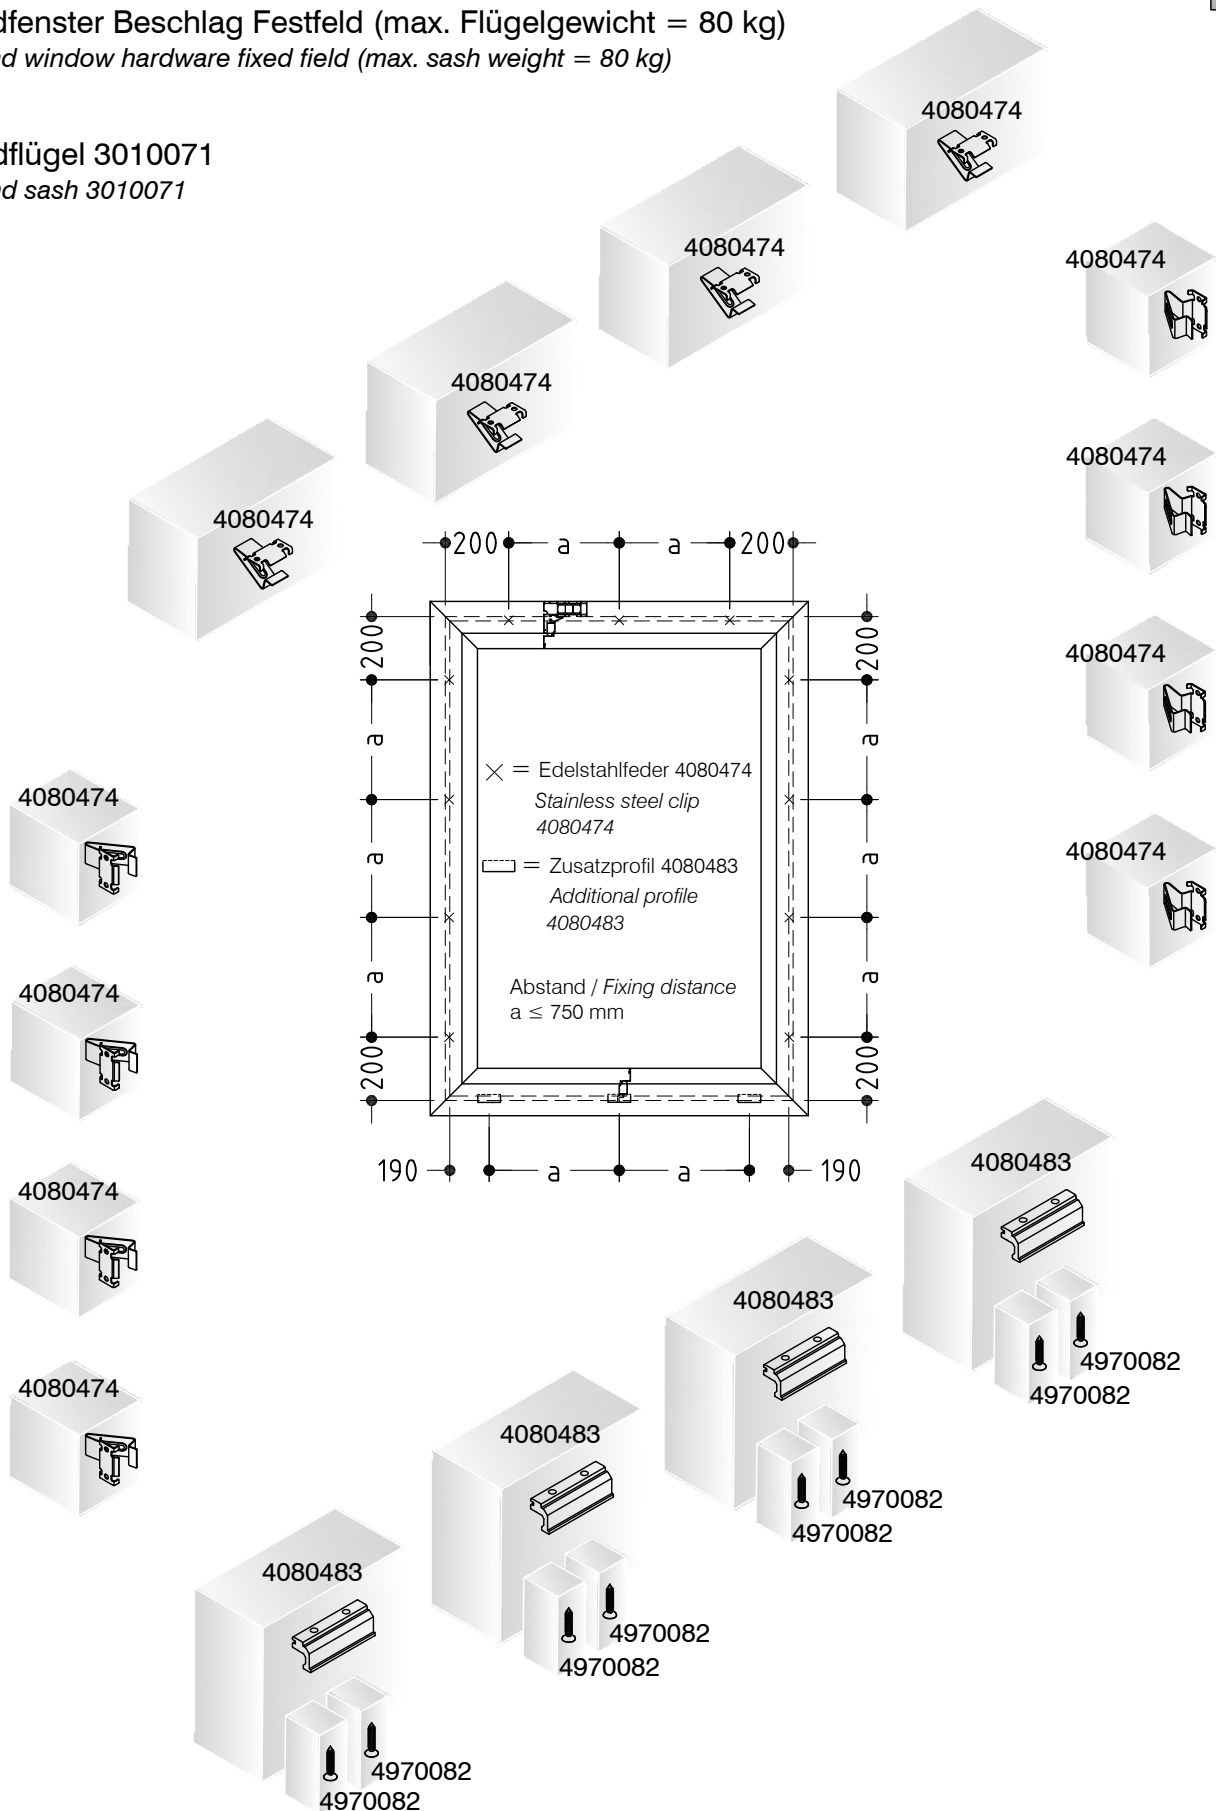 dfenster Beschlag Festfeld (max. Flügelgewicht = 80 kg)
nd window hardware fixed field (max. sash weight = 80 kg)
dflügel 3010071
nd sash 3010071
4080474
4080474
4080474
4080474
4080474
4080474
4080474
4080474
200 a a 200
200
200
a
a
a
a
a
a
200
200
× = Edelstahlfeder 4080474
Stainless steel clip
4080474
= Zusatzprofil 4080483
Additional profile
4080483
Abstand / Fixing distance
a ≤ 750 mm
190 a a 190
4080474
4080474
4080474
4080474
4080483
4970082
4970082
4080483
4970082
4970082
4080483
4970082
4970082
4080483
4970082
4970082